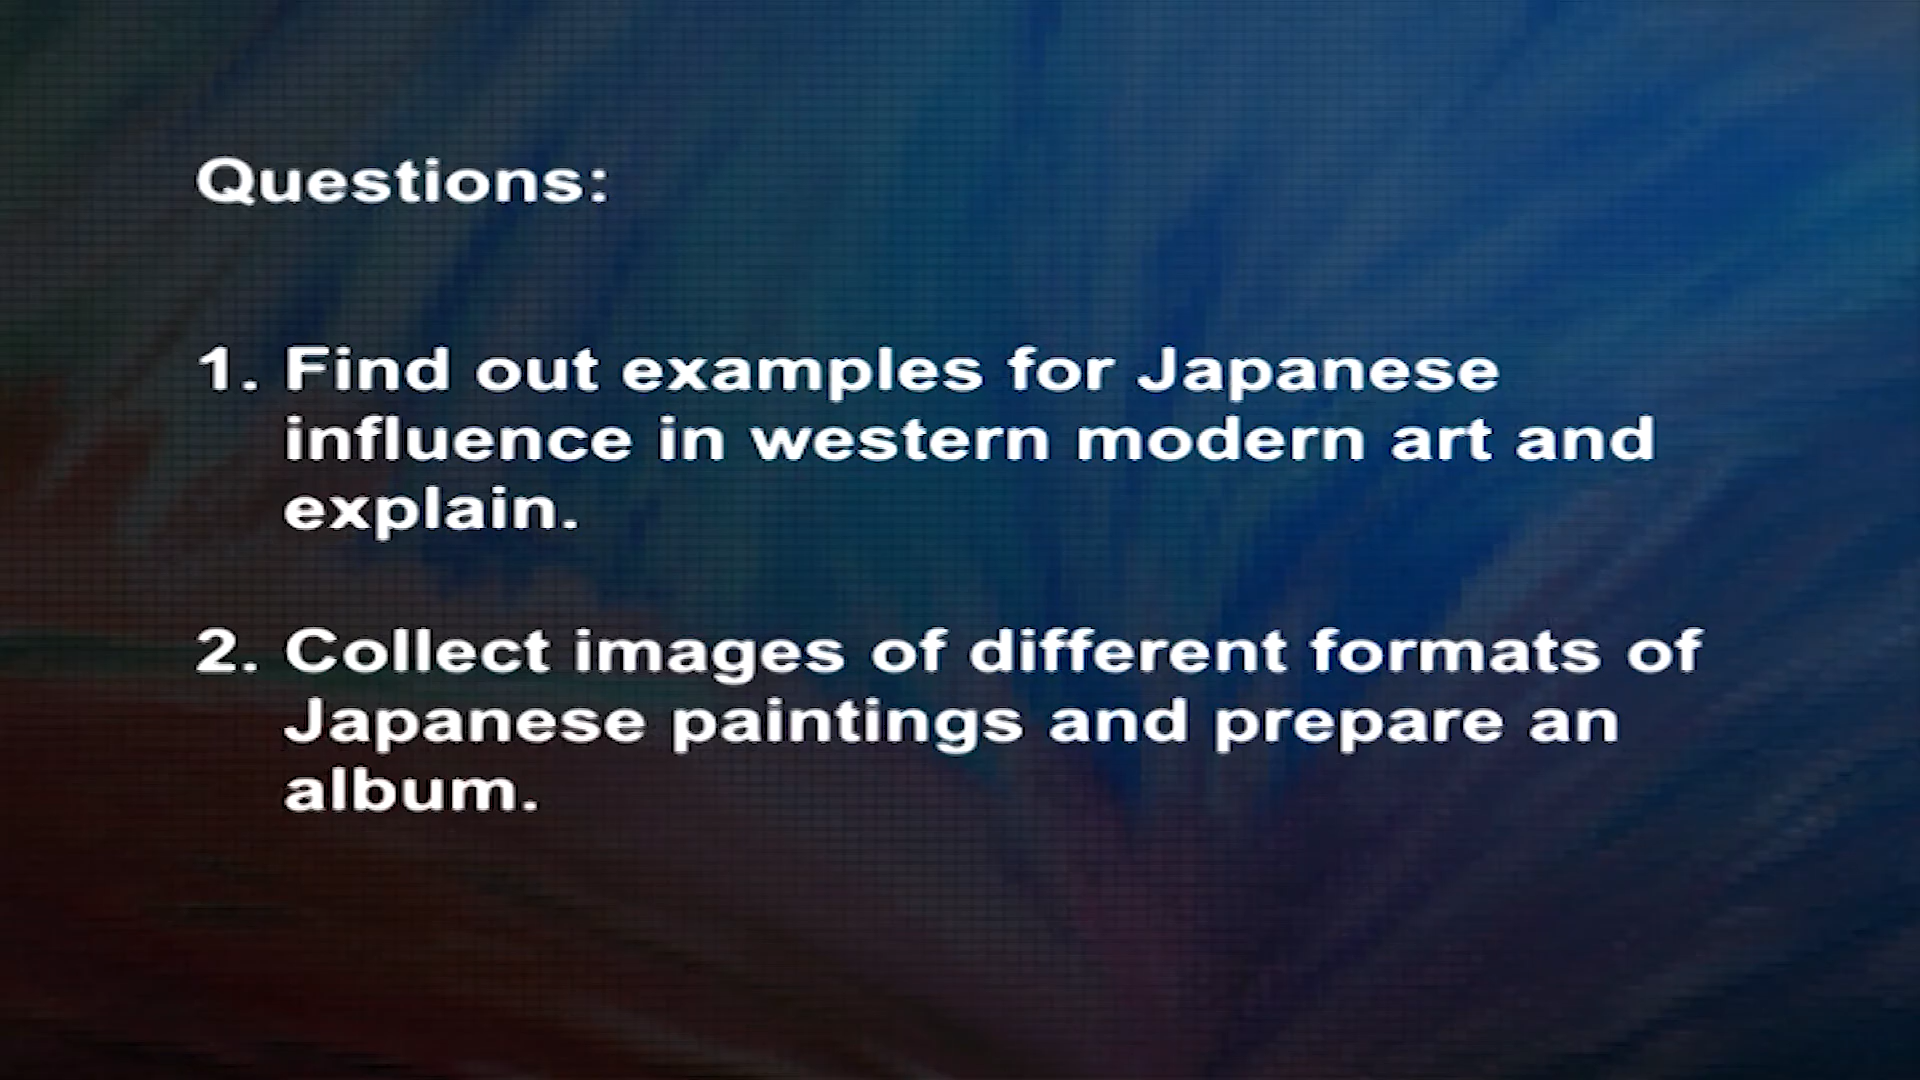 Questions:
1. Find out examples for Japanese
influence in western modern art and
explain.
2. Collect images of different formats of
Japanese paintings and prepare an
album.